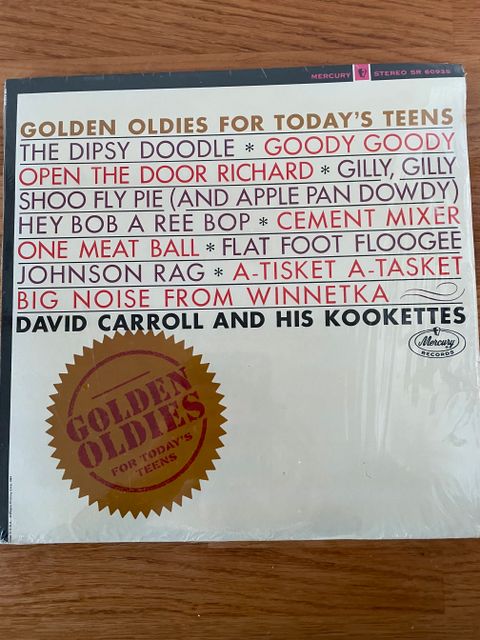 MERCURY STEREO SR 60935
GOLDEN OLDIES FOR TODAY'S TEENS
THE DIPSY DOODLE * GOODY GOODY
OPEN THE DOOR RICHARD * GILLY, GILLY
SHOO FLY PIE (AND APPLE PAN DOWDY)
HEY BOB A REE BOP * CEMENT MIXER
ONE MEAT BALL * FLAT FOOT FLOOGEE
JOHNSON RAG * A-TISKET A-TASKET
BIG NOISE FROM WINNETKA
DAVID CARROLL AND HIS KOOKETTES
Mercury
RECORDS
GOLDEN
OLDIES
FOR TODAY'S
TEENS